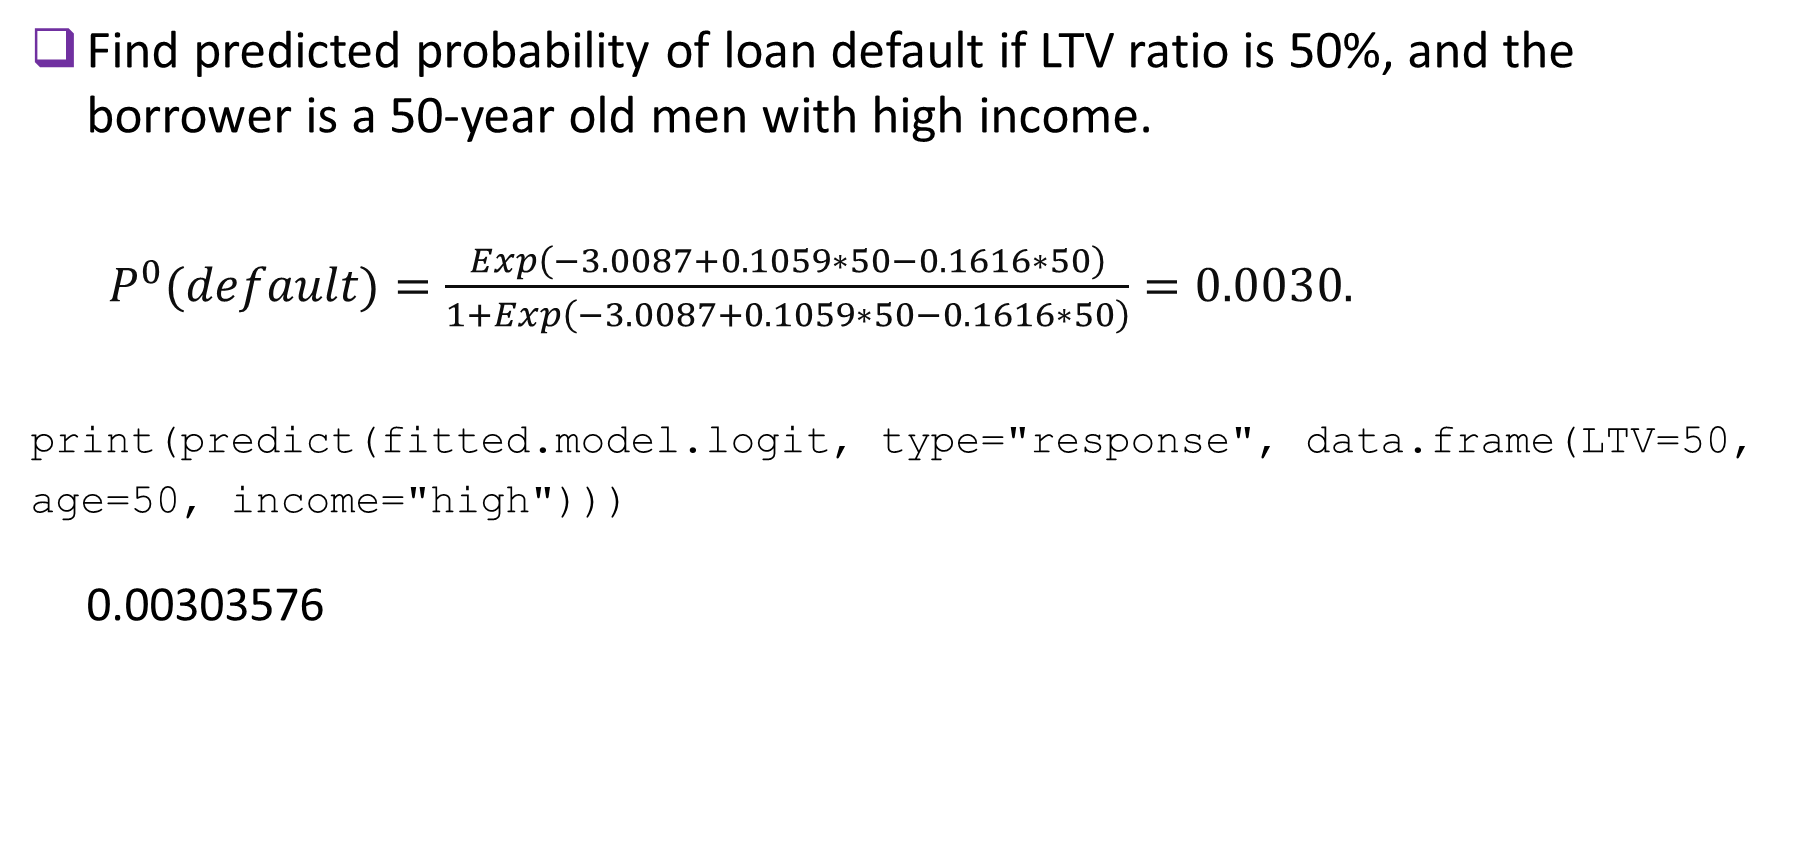 ❑ Find predicted probability of loan default if LTV ratio is 50%, and the
borrower is a 50-year old men with high income.
P⁰(default) = Exp(−3.0087+0.1059∗50−0.1616∗50) / 1+Exp(−3.0087+0.1059∗50−0.1616∗50) = 0.0030.
print(predict(fitted.model.logit, type="response", data.frame(LTV=50,
age=50, income="high")))
0.00303576